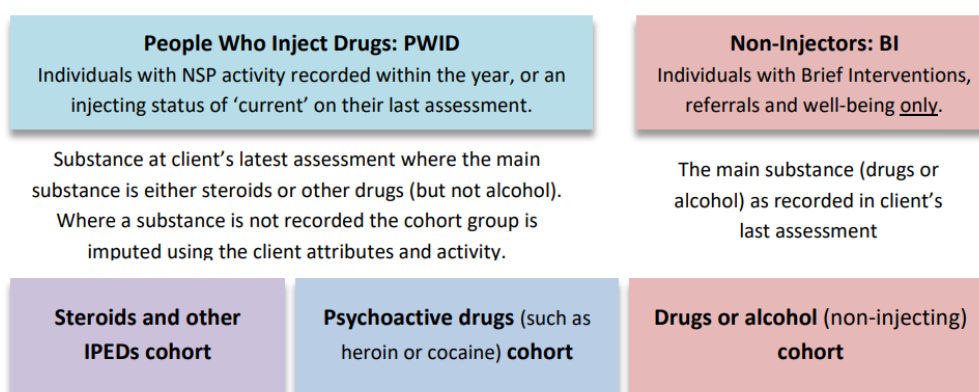 People Who Inject Drugs: PWID
Individuals with NSP activity recorded within the year, or an
injecting status of ‘current’ on their last assessment.
Non-Injectors: BI
Individuals with Brief Interventions,
referrals and well-being only.
Substance at client’s latest assessment where the main
substance is either steroids or other drugs (but not alcohol).
Where a substance is not recorded the cohort group is
imputed using the client attributes and activity.
The main substance (drugs or
alcohol) as recorded in client’s
last assessment
Steroids and other
IPEDs cohort
Psychoactive drugs (such as
heroin or cocaine) cohort
Drugs or alcohol (non-injecting)
cohort